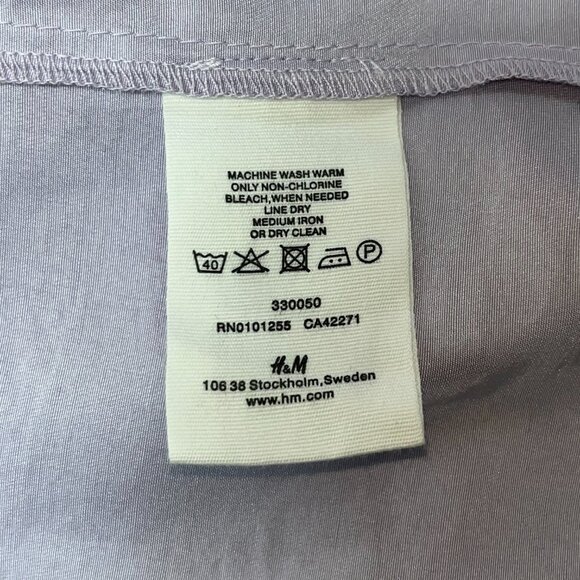 MACHINE WASH WARM
ONLY NON-CHLORINE
BLEACH,WHEN NEEDED
LINE DRY
MEDIUM IRON
OR DRY CLEAN
40 P
330050
RN0101255 CA42271
H&M
106 38 Stockholm,Sweden
www.hm.com